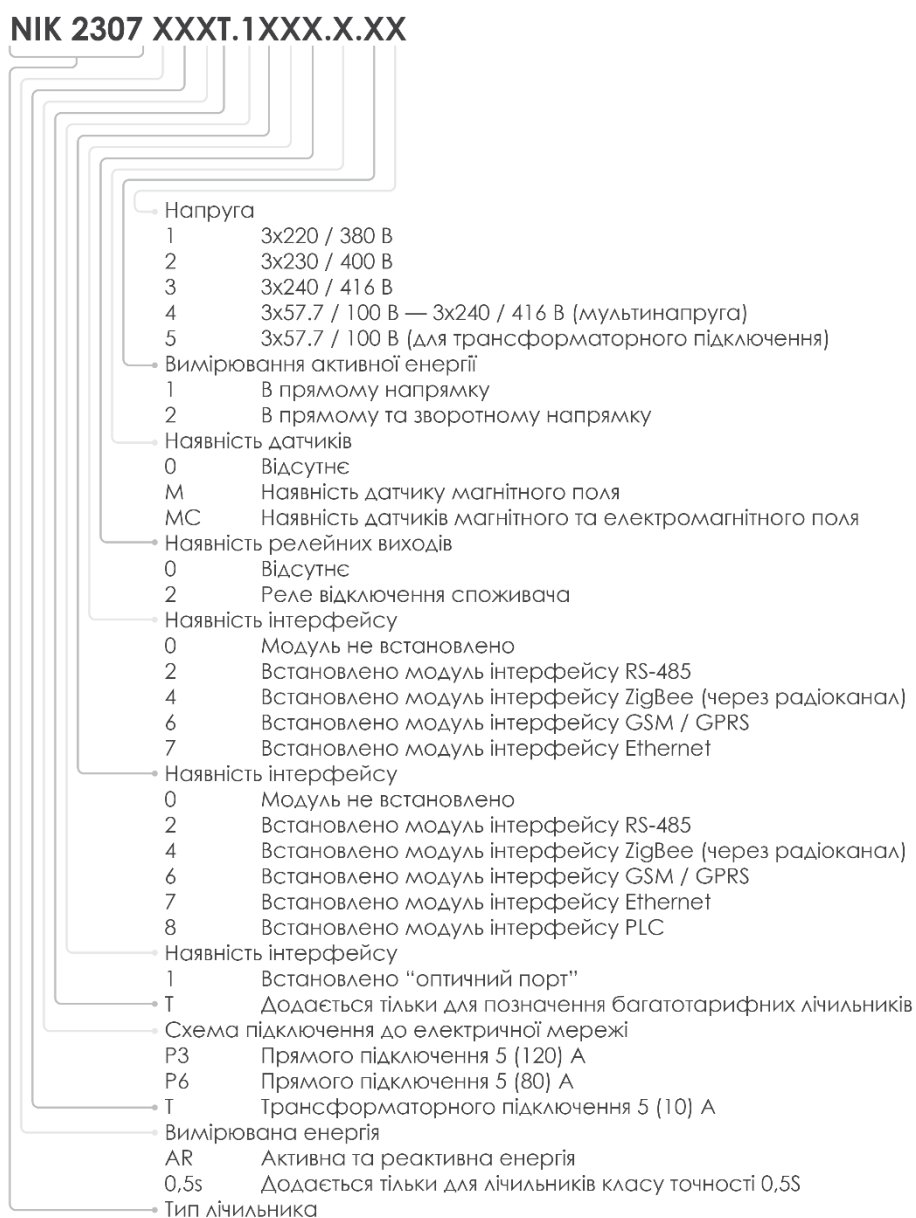 NIK 2307 XXXT.1XXX.X.XX
Напруга
1 3x220 / 380 В
2 3x230 / 400 В
3 3x240 / 416 В
4 3x57.7 / 100 В — 3x240 / 416 В (мультинапруга)
5 3x57.7 / 100 В (для трансформаторного підключення)
Вимірювання активної енергії
1 В прямому напрямку
2 В прямому та зворотному напрямку
Наявність датчиків
0 Відсутнє
М Наявність датчику магнітного поля
МС Наявність датчиків магнітного та електромагнітного поля
Наявність релейних виходів
0 Відсутнє
2 Реле відключення споживача
Наявність інтерфейсу
0 Модуль не встановлено
2 Встановлено модуль інтерфейсу RS-485
4 Встановлено модуль інтерфейсу ZigBee (через радіоканал)
6 Встановлено модуль інтерфейсу GSM / GPRS
7 Встановлено модуль інтерфейсу Ethernet
Наявність інтерфейсу
0 Модуль не встановлено
2 Встановлено модуль інтерфейсу RS-485
4 Встановлено модуль інтерфейсу ZigBee (через радіоканал)
6 Встановлено модуль інтерфейсу GSM / GPRS
7 Встановлено модуль інтерфейсу Ethernet
8 Встановлено модуль інтерфейсу PLC
Наявність інтерфейсу
1 Встановлено “оптичний порт”
Т Додається тільки для позначення багатотарифних лічильників
Схема підключення до електричної мережі
P3 Прямого підключення 5 (120) А
P6 Прямого підключення 5 (80) А
Т Трансформаторного підключення 5 (10) А
Вимірювана енергія
AR Активна та реактивна енергія
0,5s Додається тільки для лічильників класу точності 0,5S
Тип лічильника